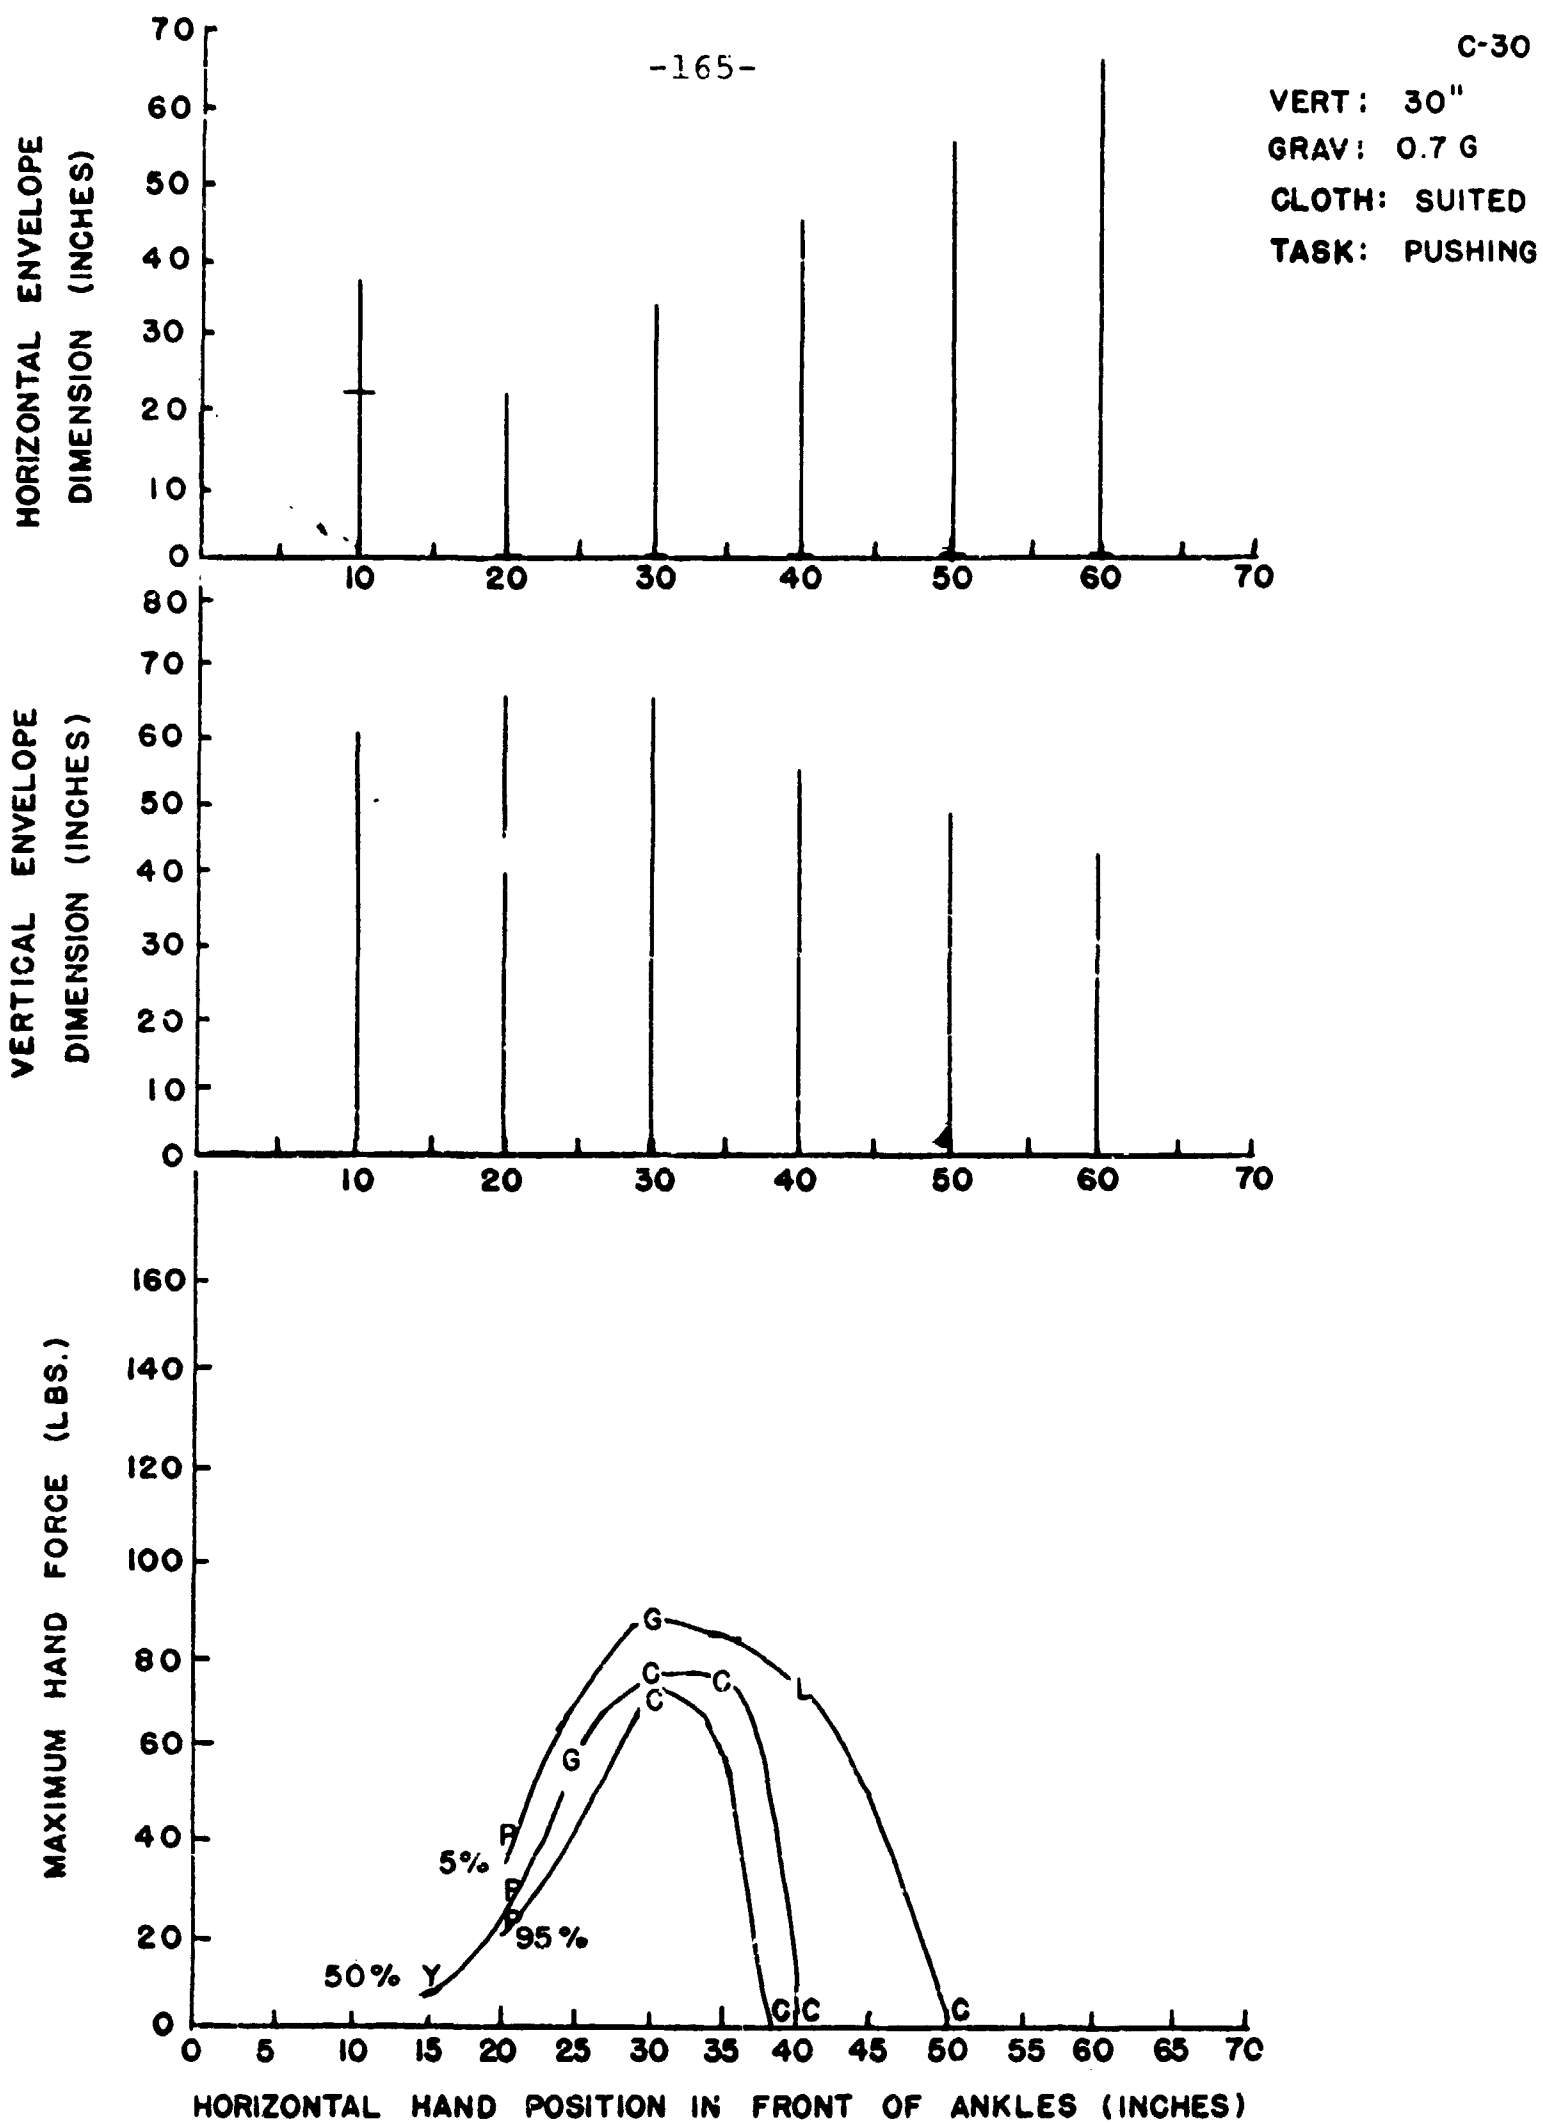 -165-
C-30
VERT: 30"
GRAV: 0.7 G
CLOTH: SUITED
TASK: PUSHING
HORIZONTAL ENVELOPE
DIMENSION (INCHES)
70
60
50
40
30
20
10
0
10 20 30 40 50 60 70
VERTICAL ENVELOPE
DIMENSION (INCHES)
80
70
60
50
40
30
20
10
0
10 20 30 40 50 60 70
MAXIMUM HAND FORCE (LBS.)
160
140
120
100
80
60
40
20
0
G
C C
C
L
G
5%
95%
50% Y
C C C
0 5 10 15 20 25 30 35 40 45 50 55 60 65 70
HORIZONTAL HAND POSITION IN FRONT OF ANKLES (INCHES)